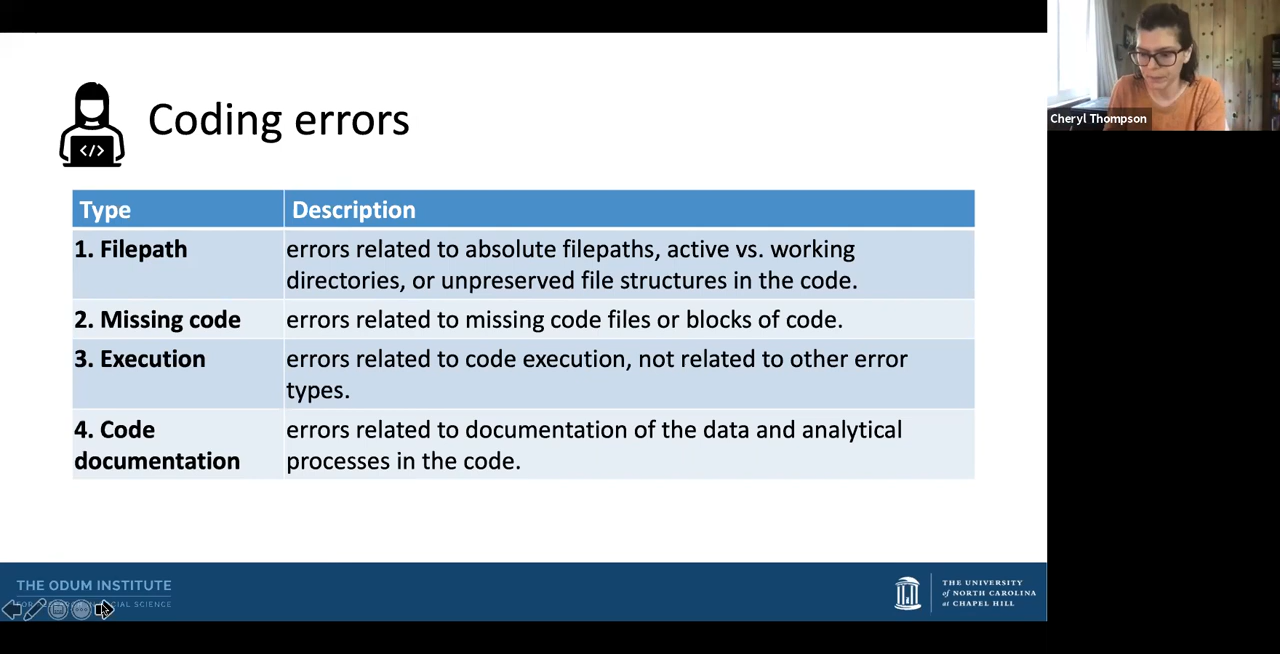 Coding errors
</>
Type
Description
1. Filepath
errors related to absolute filepaths, active vs. working
directories, or unpreserved file structures in the code.
2. Missing code
errors related to missing code files or blocks of code.
3. Execution
errors related to code execution, not related to other error
types.
4. Code
documentation
errors related to documentation of the data and analytical
processes in the code.
THE ODUM INSTITUTE
SOCIAL SCIENCE
THE UNIVERSITY
of NORTH CAROLINA
at CHAPEL HILL
Cheryl Thompson